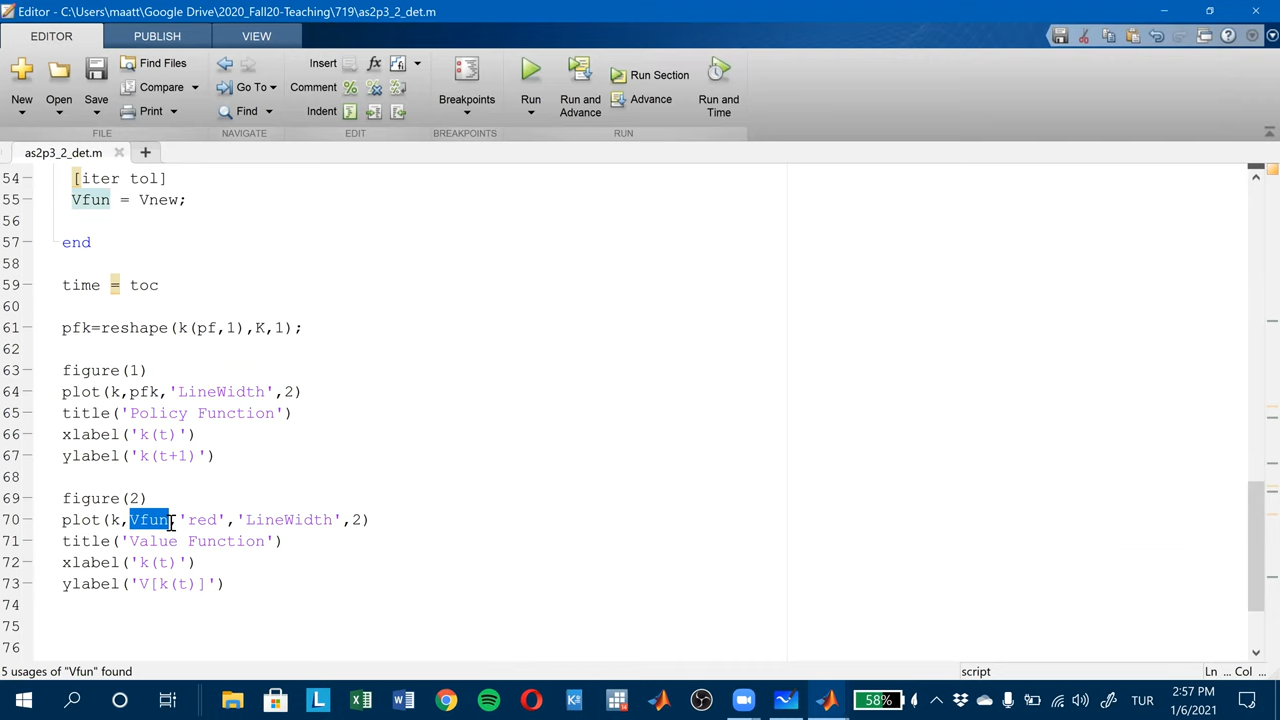 Editor - C:\Users\maatt\Google Drive\2020_Fall20-Teaching\719\as2p3_2_det.m
EDITOR
PUBLISH
VIEW
New
Open
Save
Find Files
Compare
Print
Go To
Find
Insert
Comment
Indent
Breakpoints
Run
Run and Advance
Run Section
Advance
Run and Time
FILE
NAVIGATE
EDIT
BREAKPOINTS
RUN
as2p3_2_det.m
54 [iter tol]
55 Vfun = Vnew;
56
57 end
58
59 time = toc
60
61 pfk=reshape(k(pf,1),K,1);
62
63 figure(1)
64 plot(k,pfk,'LineWidth',2)
65 title('Policy Function')
66 xlabel('k(t)')
67 ylabel('k(t+1)')
68
69 figure(2)
70 plot(k,Vfun,'red','LineWidth',2)
71 title('Value Function')
72 xlabel('k(t)')
73 ylabel('V[k(t)]')
74
75
76
5 usages of "Vfun" found
script
Ln ... Col ...
58%
TUR
2:57 PM
1/6/2021